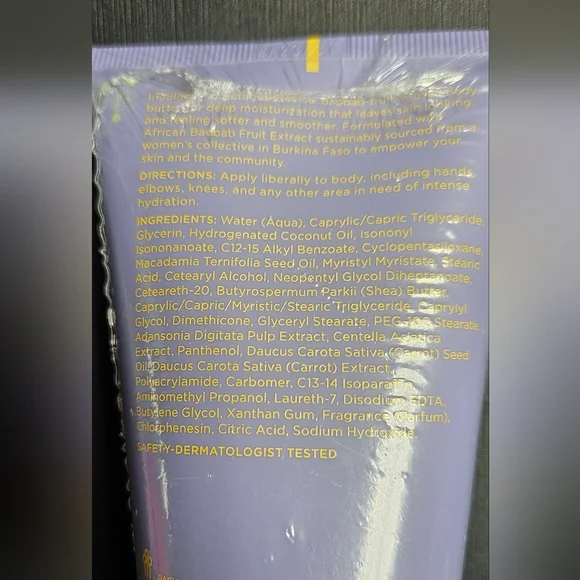 butter for deep moisturization that leaves skin looking
and feeling softer and smoother. Formulated with
African Baobab Fruit Extract sustainably sourced from a
women's collective in Burkina Faso to empower your
skin and the community.
DIRECTIONS: Apply liberally to body, including hands,
elbows, knees, and any other area in need of intense
hydration.
INGREDIENTS: Water (Aqua), Caprylic/Capric Triglyceride,
Glycerin, Hydrogenated Coconut Oil, Isononyl
Isononanoate, C12-15 Alkyl Benzoate, Cyclopentasiloxane,
Macadamia Ternifolia Seed Oil, Myristyl Myristate, Stearic
Acid, Cetearyl Alcohol, Neopentyl Glycol Diheptanoate,
Ceteareth-20, Butyrospermum Parkii (Shea) Butter,
Caprylic/Capric/Myristic/Stearic Triglyceride, Caprylyl
Glycol, Dimethicone, Glyceryl Stearate, PEG-100 Stearate,
Adansonia Digitata Pulp Extract, Centella Asiatica
Extract, Panthenol, Daucus Carota Sativa (Carrot) Seed
Oil, Daucus Carota Sativa (Carrot) Extract,
Polyacrylamide, Carbomer, C13-14 Isoparaffin,
Aminomethyl Propanol, Laureth-7, Disodium EDTA,
Butylene Glycol, Xanthan Gum, Fragrance (Parfum),
Chlorphenesin, Citric Acid, Sodium Hydroxide
SAFETY-DERMATOLOGIST TESTED